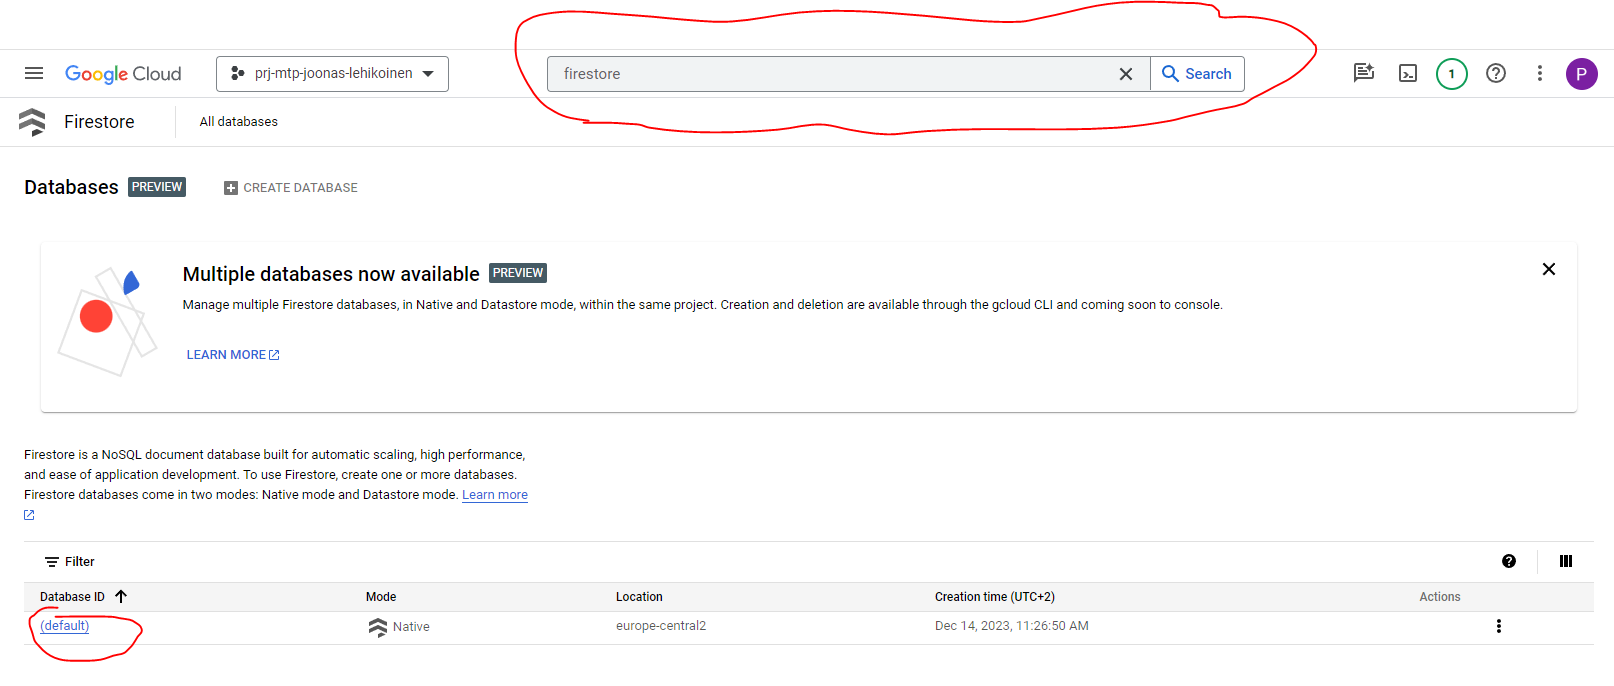 Google Cloud
prj-mtp-joonas-lehikoinen
firestore
Search
1
P
Firestore
All databases
Databases PREVIEW
CREATE DATABASE
Multiple databases now available PREVIEW
Manage multiple Firestore databases, in Native and Datastore mode, within the same project. Creation and deletion are available through the gcloud CLI and coming soon to console.
LEARN MORE
Firestore is a NoSQL document database built for automatic scaling, high performance,
and ease of application development. To use Firestore, create one or more databases.
Firestore databases come in two modes: Native mode and Datastore mode. Learn more
Filter
Database ID Mode Location Creation time (UTC+2) Actions
(default) Native europe-central2 Dec 14, 2023, 11:26:50 AM